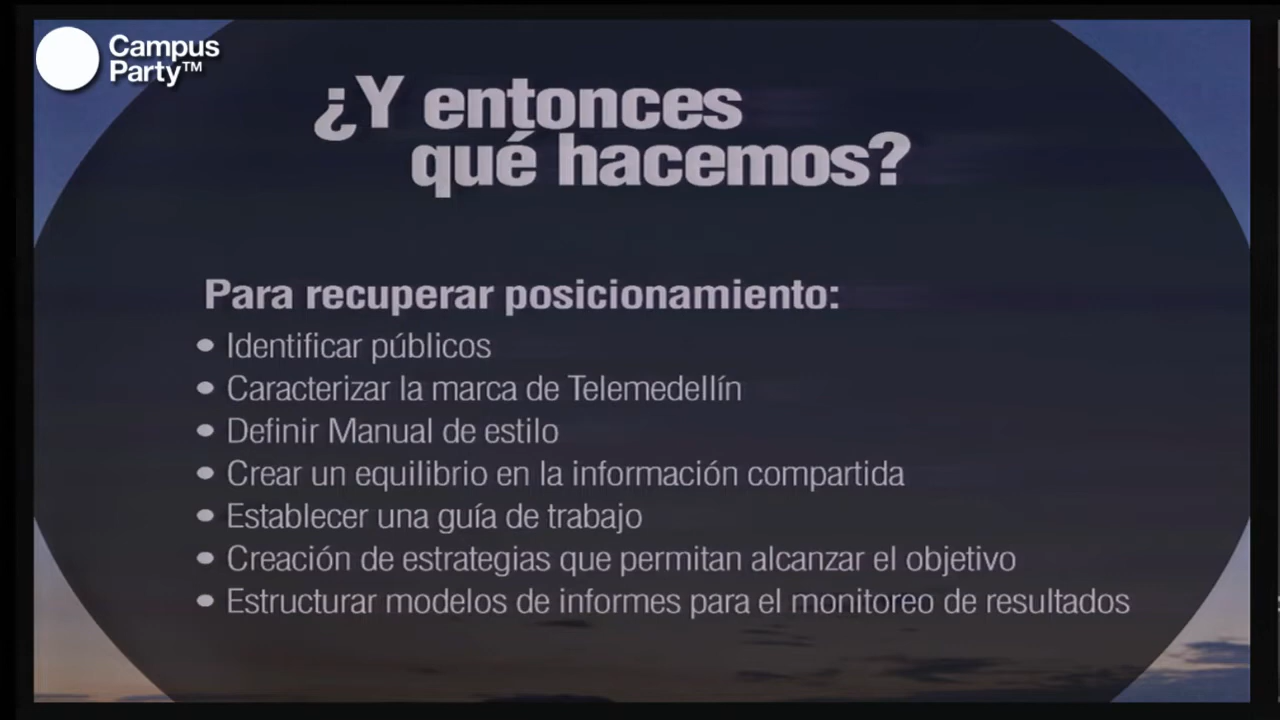 Campus
Party™
¿Y entonces
qué hacemos?
Para recuperar posicionamiento:
• Identificar públicos
• Caracterizar la marca de Telemedellín
• Definir Manual de estilo
• Crear un equilibrio en la información compartida
• Establecer una guía de trabajo
• Creación de estrategias que permitan alcanzar el objetivo
• Estructurar modelos de informes para el monitoreo de resultados